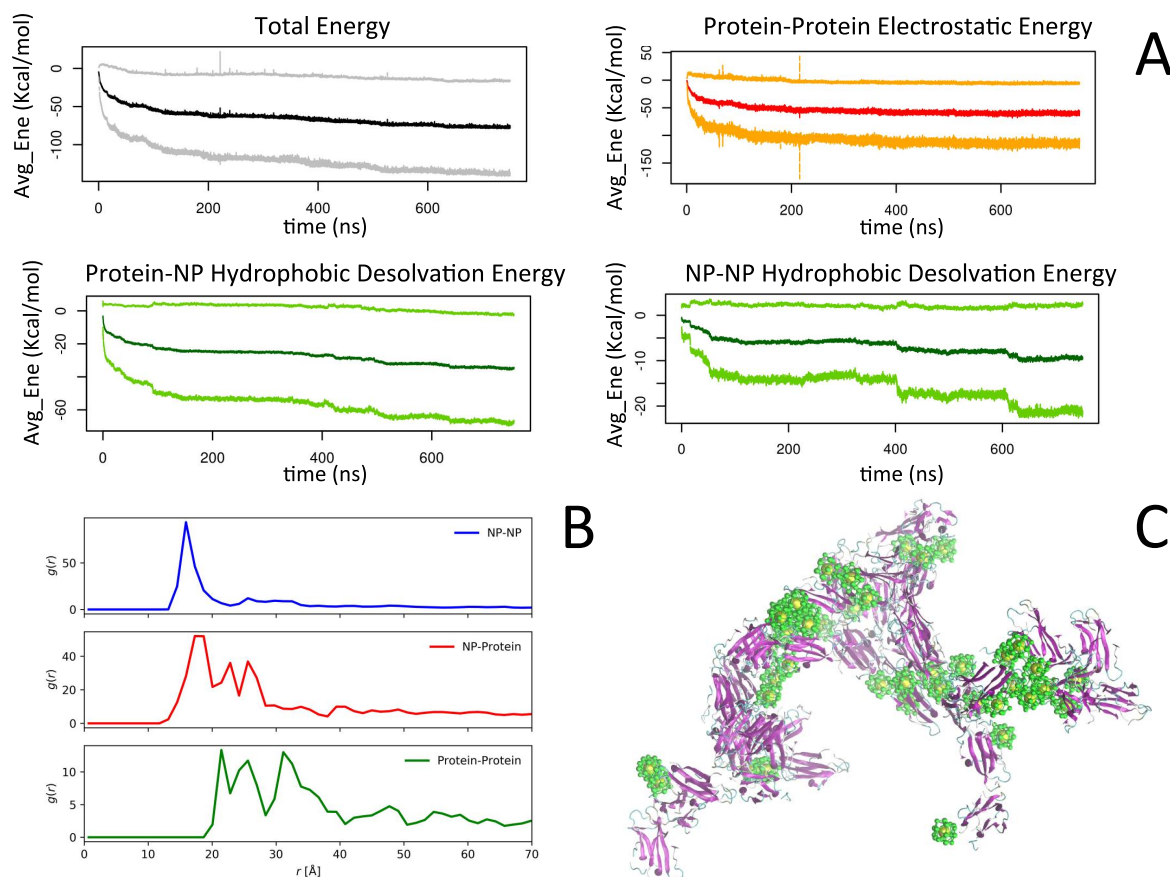 Total Energy
Avg_Ene (Kcal/mol)
0
-50
-100
0 200 400 600
time (ns)
Protein-Protein Electrostatic Energy
A
Avg_Ene (Kcal/mol)
50
0
-50
-150
0 200 400 600
time (ns)
Protein-NP Hydrophobic Desolvation Energy
Avg_Ene (Kcal/mol)
0
-20
-60
0 200 400 600
time (ns)
NP-NP Hydrophobic Desolvation Energy
Avg_Ene (Kcal/mol)
0
-10
-20
0 200 400 600
time (ns)
B
g(r)
50
0
NP-NP
g(r)
40
20
0
NP-Protein
g(r)
10
5
0
Protein-Protein
0 10 20 30 40 50 60 70
r [Å]
C